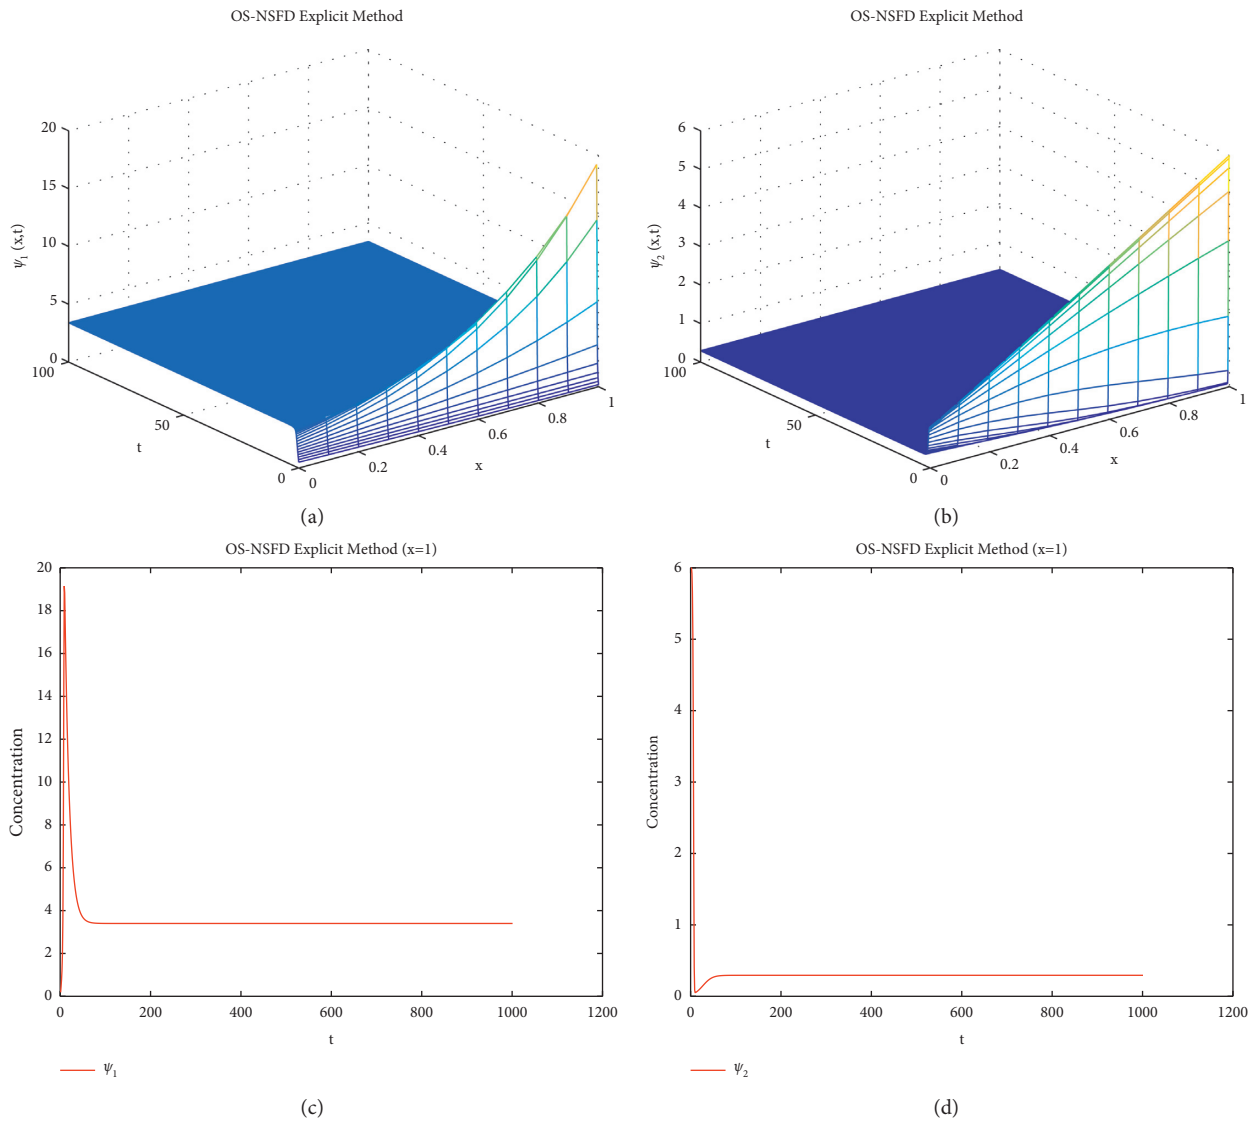 OS-NSFD Explicit Method
20
15
10
5
0
ψ1 (x,t)
100
50
0
t
0
0.2
0.4
0.6
0.8
1
x
(a)
OS-NSFD Explicit Method
6
5
4
3
2
1
0
ψ2 (x,t)
100
50
0
t
0
0.2
0.4
0.6
0.8
1
x
(b)
OS-NSFD Explicit Method (x=1)
20
18
16
14
12
10
8
6
4
2
0
Concentration
0 200 400 600 800 1000 1200
t
ψ1
(c)
OS-NSFD Explicit Method (x=1)
6
5
4
3
2
1
0
Concentration
0 200 400 600 800 1000 1200
t
ψ2
(d)